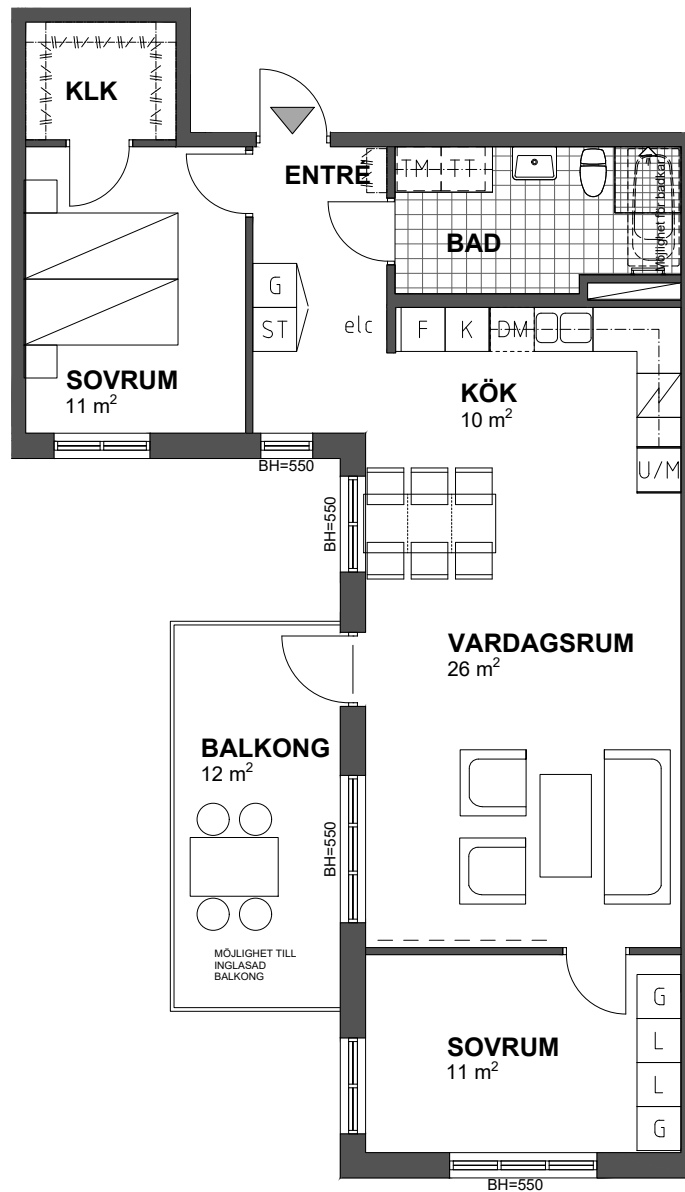 KLK
ENTRE
TM TT
Möjlighet för badkar
BAD
G
ST
elc
F K DM
SOVRUM
11 m²
KÖK
10 m²
U/M
BH=550
BH=550
VARDAGSRUM
26 m²
BALKONG
12 m²
BH=550
MÖJLIGHET TILL
INGLASAD
BALKONG
SOVRUM
11 m²
G
L
L
G
BH=550